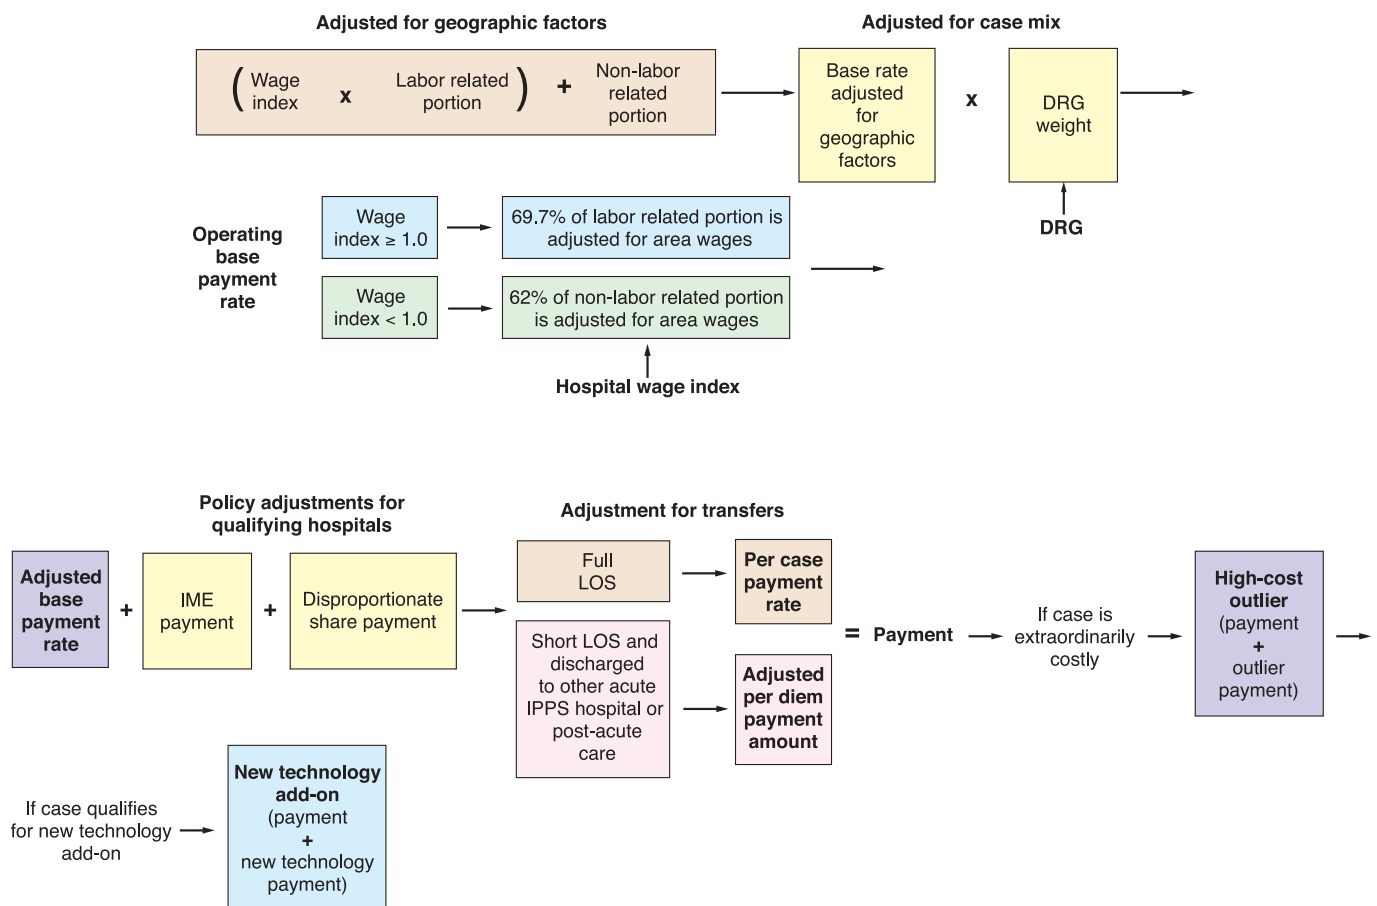 Adjusted for geographic factors
Adjusted for case mix
( Wage
index
x
Labor related
portion )
+
Non-labor
related
portion
Base rate
adjusted
for
geographic
factors
x
DRG
weight
DRG
Operating
base
payment
rate
Wage
index ≥ 1.0
69.7% of labor related portion is
adjusted for area wages
Wage
index < 1.0
62% of non-labor related portion
is adjusted for area wages
Hospital wage index
Policy adjustments for
qualifying hospitals
Adjustment for transfers
Adjusted
base
payment
rate
+
IME
payment
+
Disproportionate
share payment
Full
LOS
Per case
payment
rate
Short LOS and
discharged
to other acute
IPPS hospital or
post-acute
care
Adjusted
per diem
payment
amount
= Payment
If case is
extraordinarily
costly
High-cost
outlier
(payment
+
outlier
payment)
If case qualifies
for new technology
add-on
New technology
add-on
(payment
+
new technology
payment)